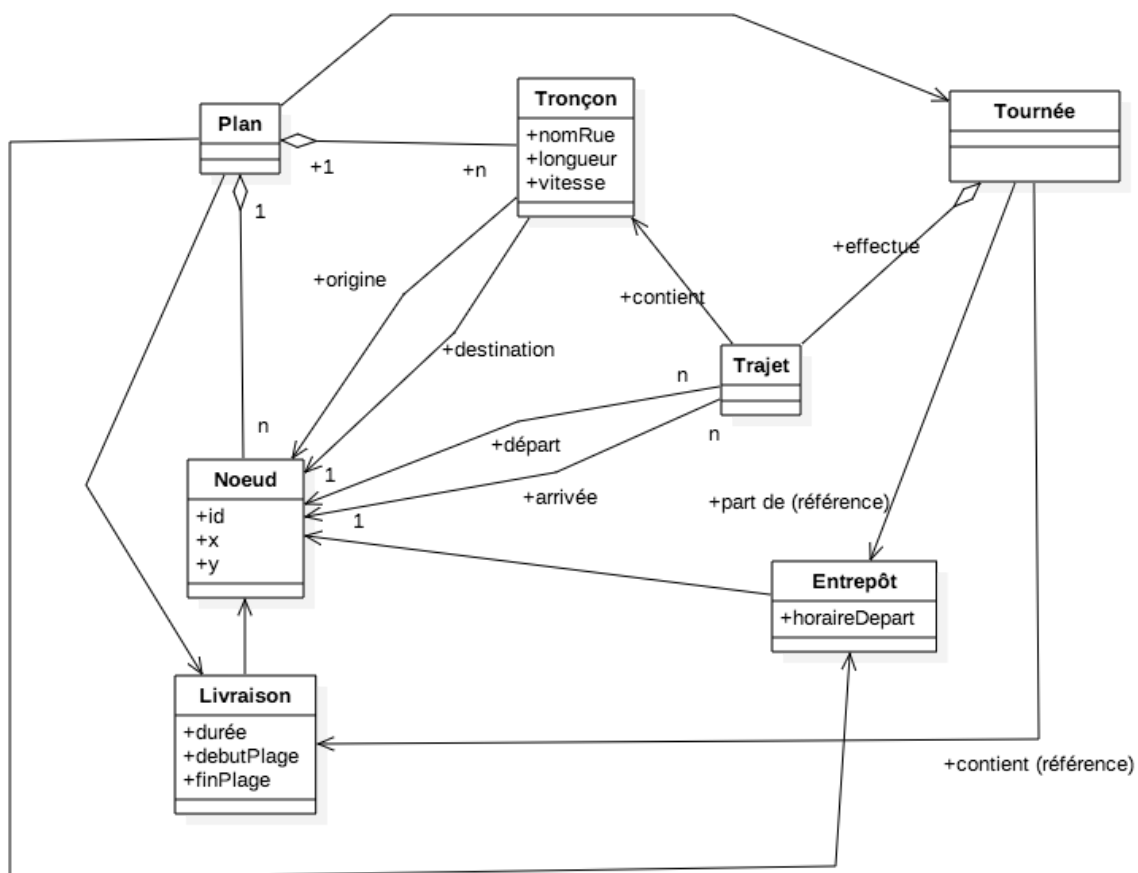 Plan
+1
+n
1
n
Tronçon
+nomRue
+longueur
+vitesse
Tournée
+effectue
+contient
+origine
+destination
Trajet
n
n
+départ
1
+arrivée
1
+part de (référence)
Noeud
+id
+x
+y
Entrepôt
+horaireDepart
Livraison
+durée
+debutPlage
+finPlage
+contient (référence)